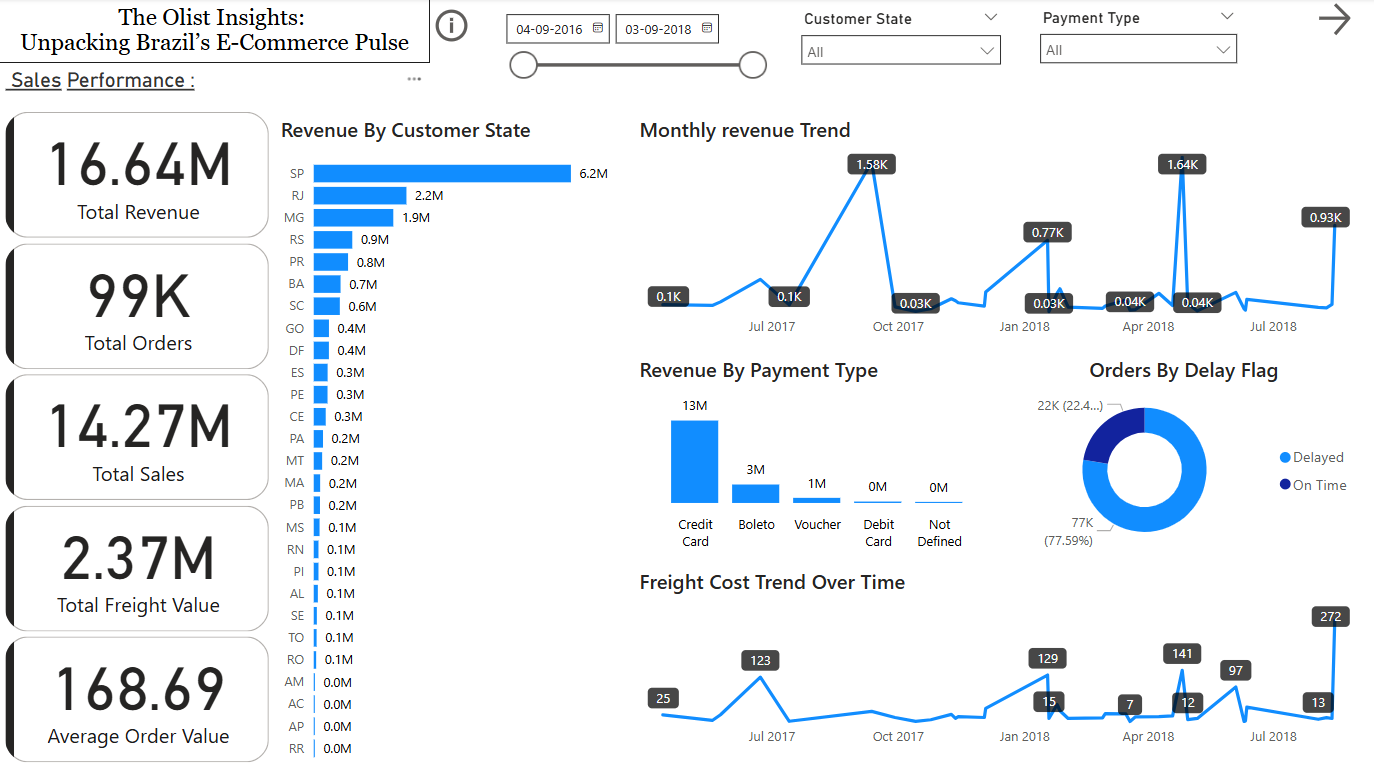 The Olist Insights:
Unpacking Brazil’s E-Commerce Pulse
i
04-09-2016
03-09-2018
Customer State
All
Payment Type
All
Sales Performance :
16.64M
Total Revenue
99K
Total Orders
14.27M
Total Sales
2.37M
Total Freight Value
168.69
Average Order Value
Revenue By Customer State
SP 6.2M
RJ 2.2M
MG 1.9M
RS 0.9M
PR 0.8M
BA 0.7M
SC 0.6M
GO 0.4M
DF 0.4M
ES 0.3M
PE 0.3M
CE 0.3M
PA 0.2M
MT 0.2M
MA 0.2M
PB 0.2M
MS 0.1M
RN 0.1M
PI 0.1M
AL 0.1M
SE 0.1M
TO 0.1M
RO 0.1M
AM 0.0M
AC 0.0M
AP 0.0M
RR 0.0M
Monthly revenue Trend
0.1K 0.1K 1.58K 0.03K 0.77K 0.03K 0.04K 1.64K 0.04K 0.93K
Jul 2017 Oct 2017 Jan 2018 Apr 2018 Jul 2018
Revenue By Payment Type
13M 3M 1M 0M 0M
Credit Boleto Voucher Debit Not
Card Card Defined
Orders By Delay Flag
22K (22.4...)
77K
(77.59%)
Delayed
On Time
Freight Cost Trend Over Time
25 123 129 15 7 141 12 97 13 272
Jul 2017 Oct 2017 Jan 2018 Apr 2018 Jul 2018